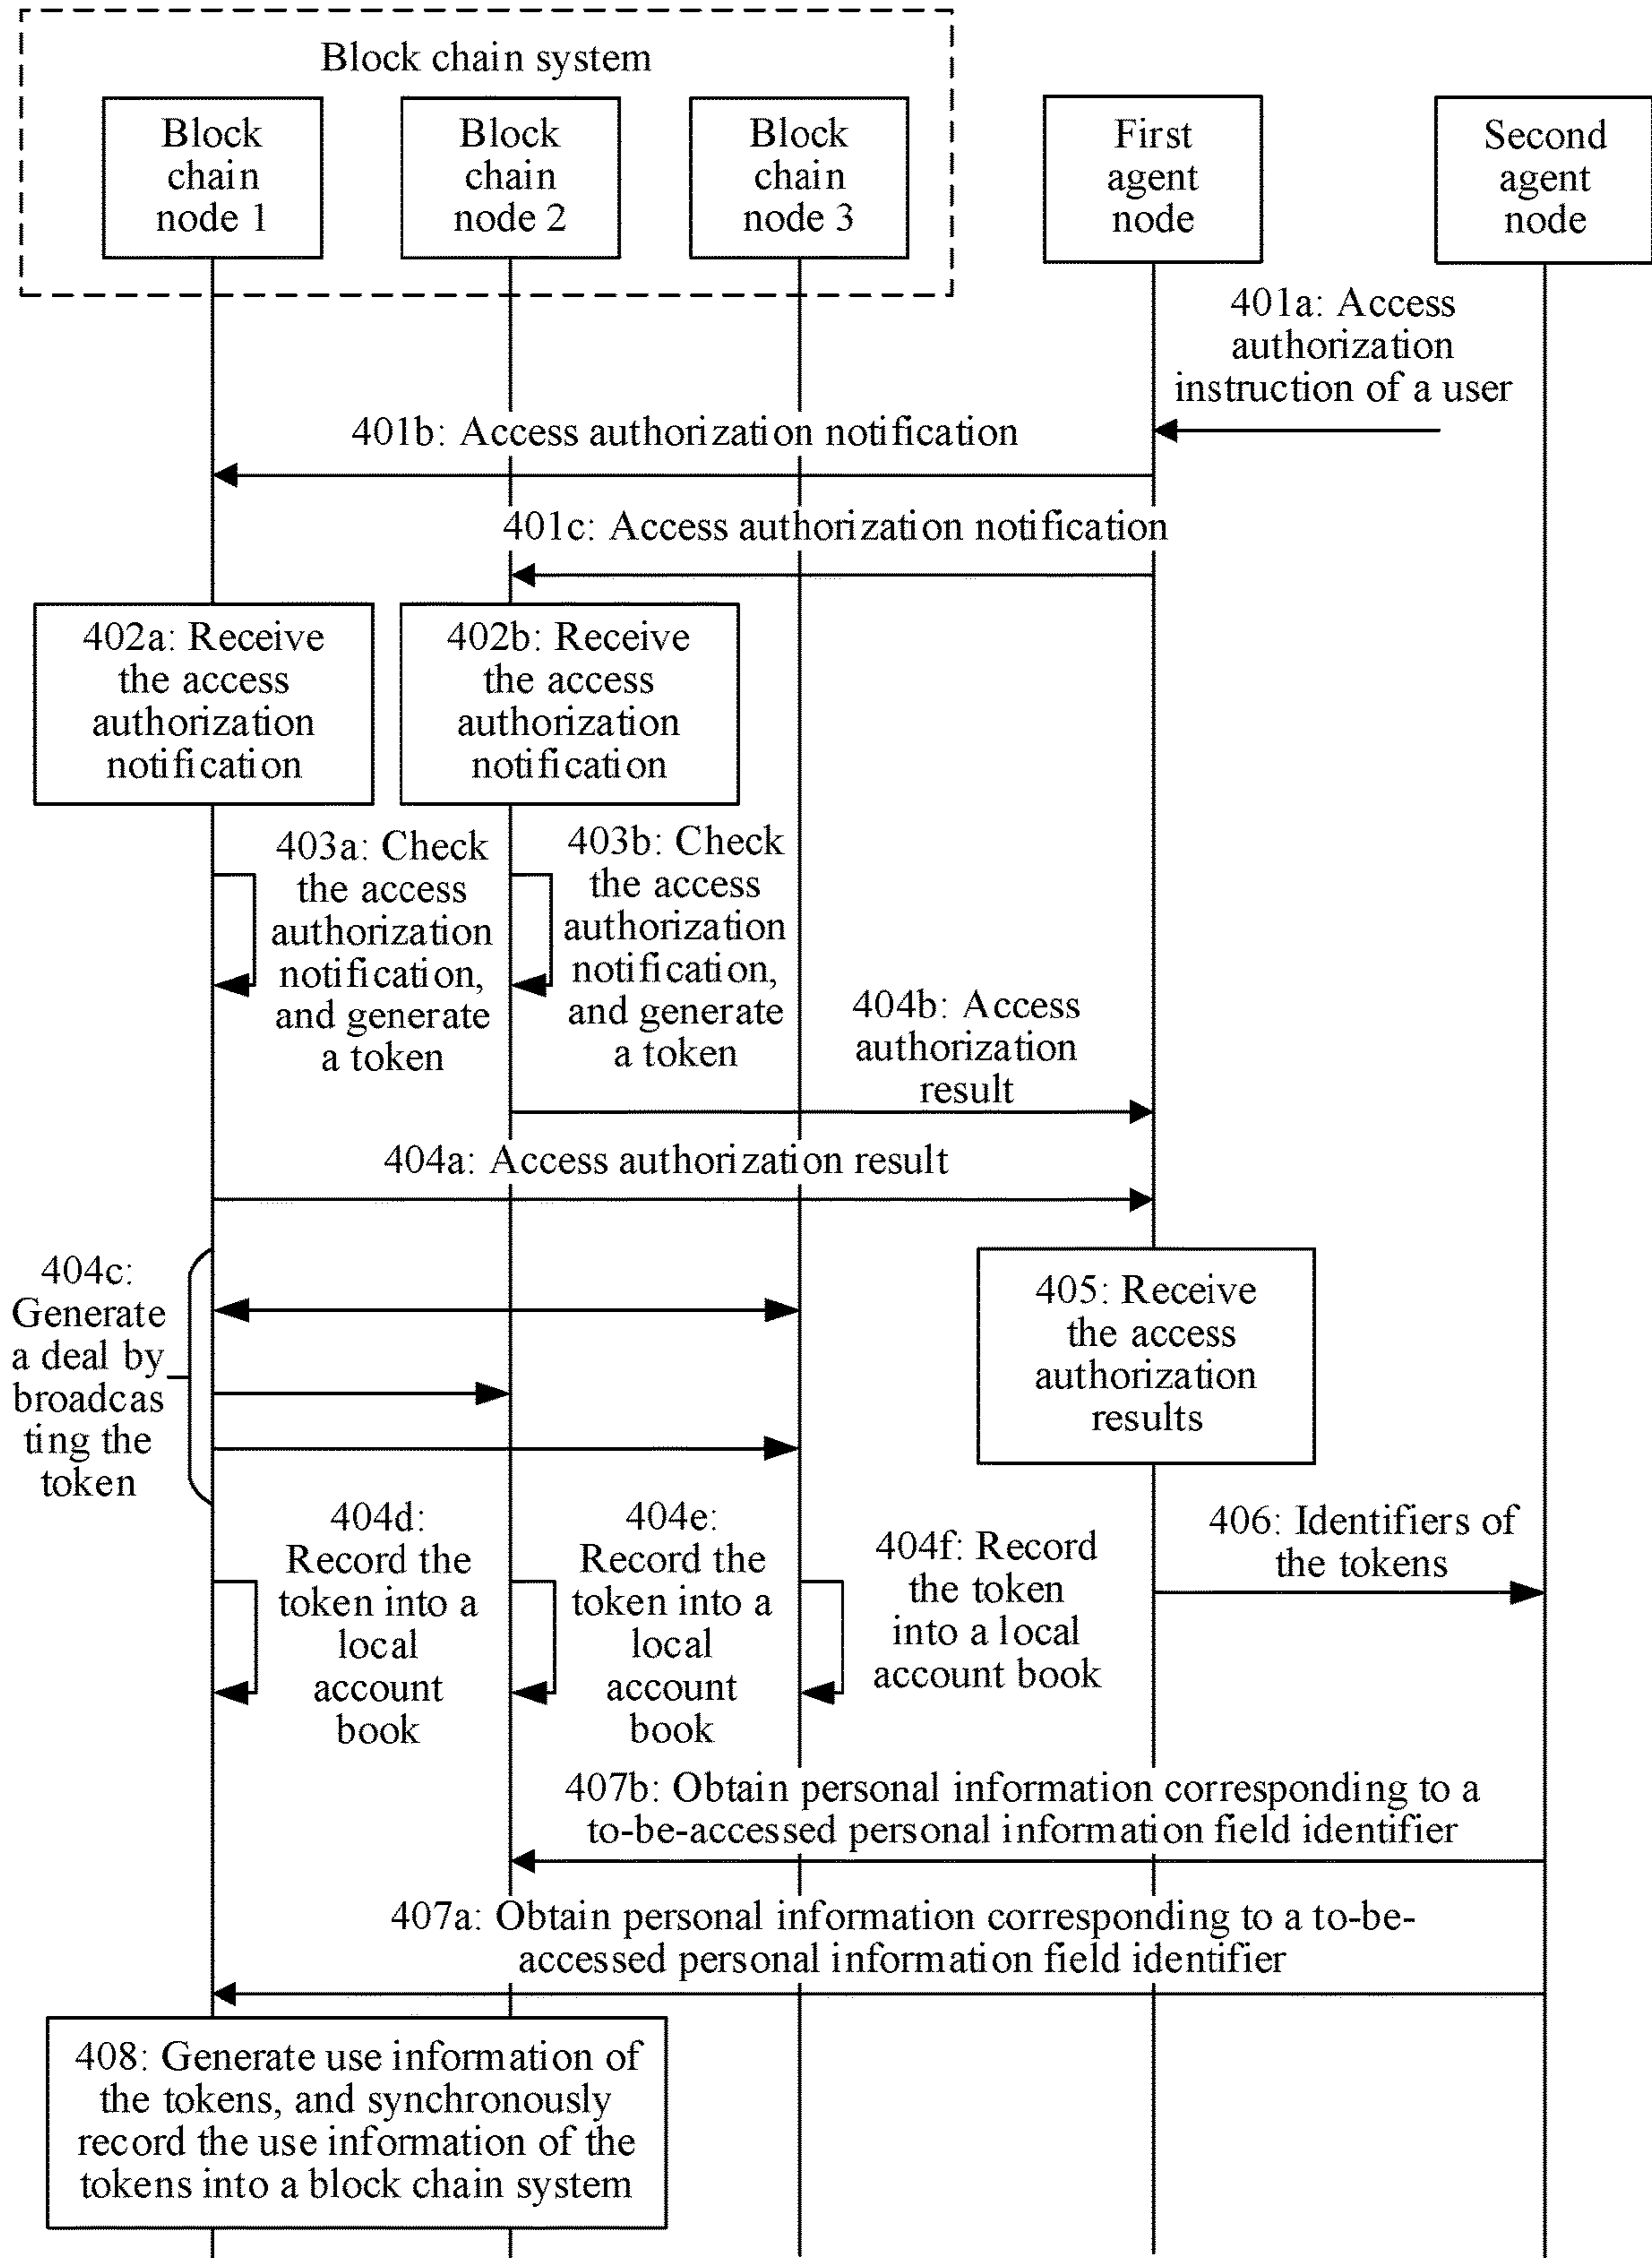 Block chain system
Block
chain
node 1
Block
chain
node 2
Block
chain
node 3
First
agent
node
Second
agent
node
401a: Access
authorization
instruction of a user
401b: Access authorization notification
401c: Access authorization notification
402a: Receive
the access
authorization
notification
402b: Receive
the access
authorization
notification
403a: Check
the access
authorization
notification,
and generate
a token
403b: Check
the access
authorization
notification,
and generate
a token
404b: Access
authorization
result
404a: Access authorization result
404c:
Generate
a deal by
broadcas
ting the
token
405: Receive
the access
authorization
results
404d:
Record the
token into a
local
account
book
404e:
Record the
token into a
local
account
book
404f: Record
the token
into a local
account book
406: Identifiers of
the tokens
407b: Obtain personal information corresponding to a
to-be-accessed personal information field identifier
407a: Obtain personal information corresponding to a to-be-
accessed personal information field identifier
408: Generate use information of
the tokens, and synchronously
record the use information of the
tokens into a block chain system